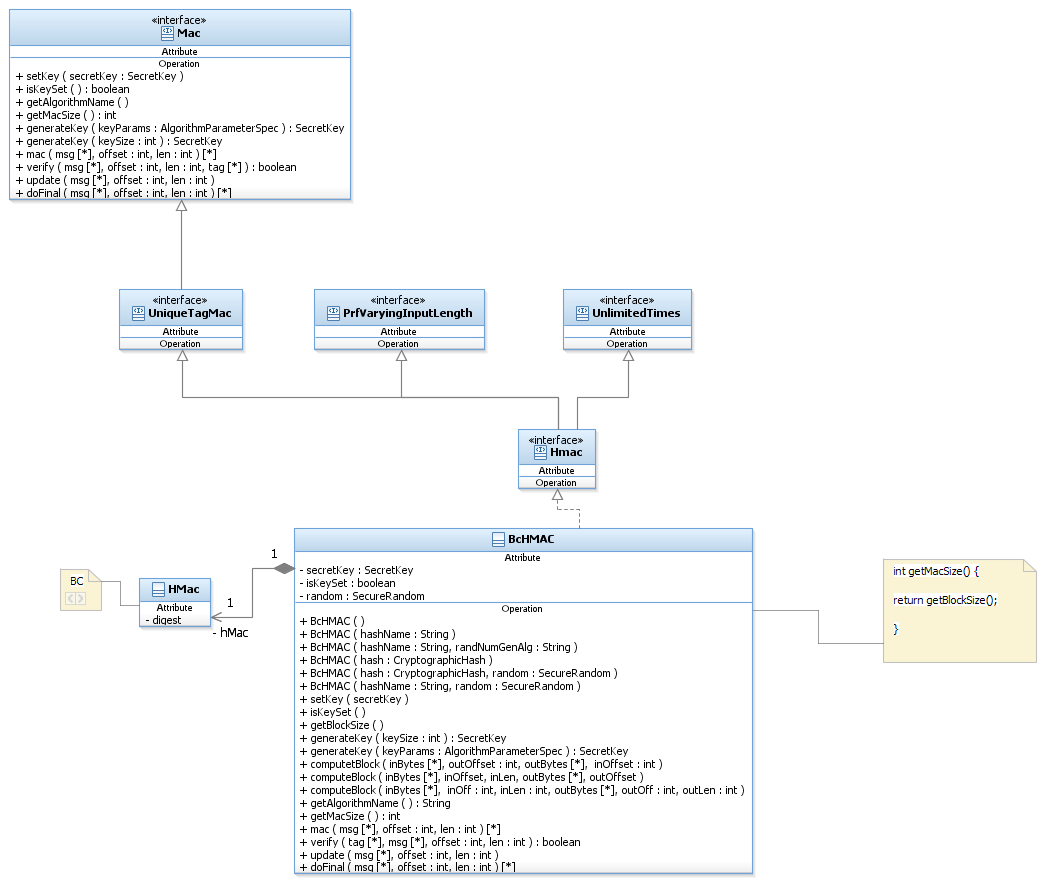 «interface»
Mac
Attribute
Operation
+ setKey ( secretKey : SecretKey )
+ isKeySet ( ) : boolean
+ getAlgorithmName ( )
+ getMacSize ( ) : int
+ generateKey ( keyParams : AlgorithmParameterSpec ) : SecretKey
+ generateKey ( keySize : int ) : SecretKey
+ mac ( msg [*], offset : int, len : int ) [*]
+ verify ( msg [*], offset : int, len : int, tag [*] ) : boolean
+ update ( msg [*], offset : int, len : int )
+ doFinal ( msg [*], offset : int, len : int ) [*]
«interface»
UniqueTagMac
Attribute
Operation
«interface»
PrfVaryingInputLength
Attribute
Operation
«interface»
UnlimitedTimes
Attribute
Operation
«interface»
Hmac
Attribute
Operation
BC
HMac
Attribute
- digest
1
1
- hMac
BcHMAC
Attribute
- secretKey : SecretKey
- isKeySet : boolean
- random : SecureRandom
Operation
+ BcHMAC ( )
+ BcHMAC ( hashName : String )
+ BcHMAC ( hashName : String, randNumGenAlg : String )
+ BcHMAC ( hash : CryptographicHash )
+ BcHMAC ( hash : CryptographicHash, random : SecureRandom )
+ BcHMAC ( hashName : String, random : SecureRandom )
+ setKey ( secretKey )
+ isKeySet ( )
+ getBlockSize ( )
+ generateKey ( keySize : int ) : SecretKey
+ generateKey ( keyParams : AlgorithmParameterSpec ) : SecretKey
+ computetBlock ( inBytes [*], outOffset : int, outBytes [*], inOffset : int )
+ computeBlock ( inBytes [*], inOffset, inLen, outBytes [*], outOffset )
+ computeBlock ( inBytes [*], inOff : int, inLen : int, outBytes [*], outOff : int, outLen : int )
+ getAlgorithmName ( ) : String
+ getMacSize ( ) : int
+ mac ( msg [*], offset : int, len : int ) [*]
+ verify ( tag [*], msg [*], offset : int, len : int ) : boolean
+ update ( msg [*], offset : int, len : int )
+ doFinal ( msg [*], offset : int, len : int ) [*]
int getMacSize() {
return getBlockSize();
}